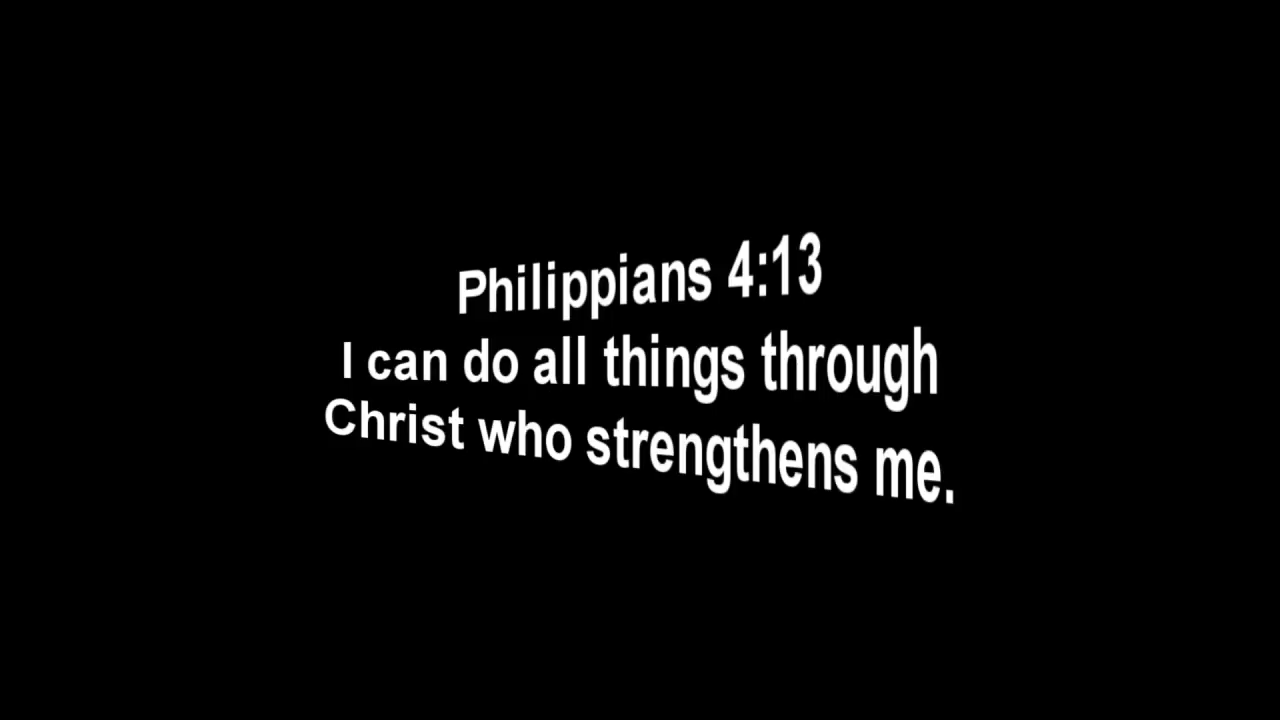 Philippians 4:13
I can do all things through
Christ who strengthens me.